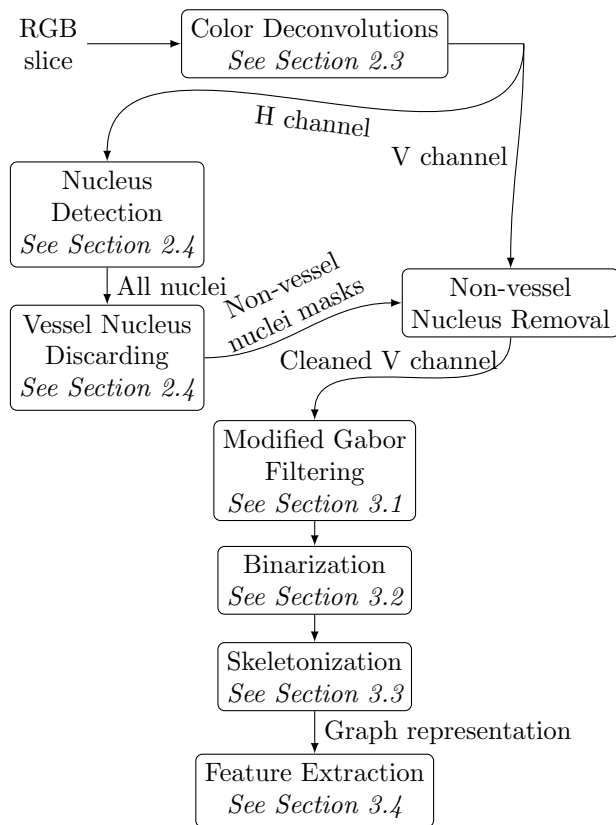 RGB
slice
Color Deconvolutions
See Section 2.3
H channel
V channel
Nucleus
Detection
See Section 2.4
All nuclei
Non-vessel
nuclei masks
Vessel Nucleus
Discarding
See Section 2.4
Non-vessel
Nucleus Removal
Cleaned V channel
Modified Gabor
Filtering
See Section 3.1
Binarization
See Section 3.2
Skeletonization
See Section 3.3
Graph representation
Feature Extraction
See Section 3.4